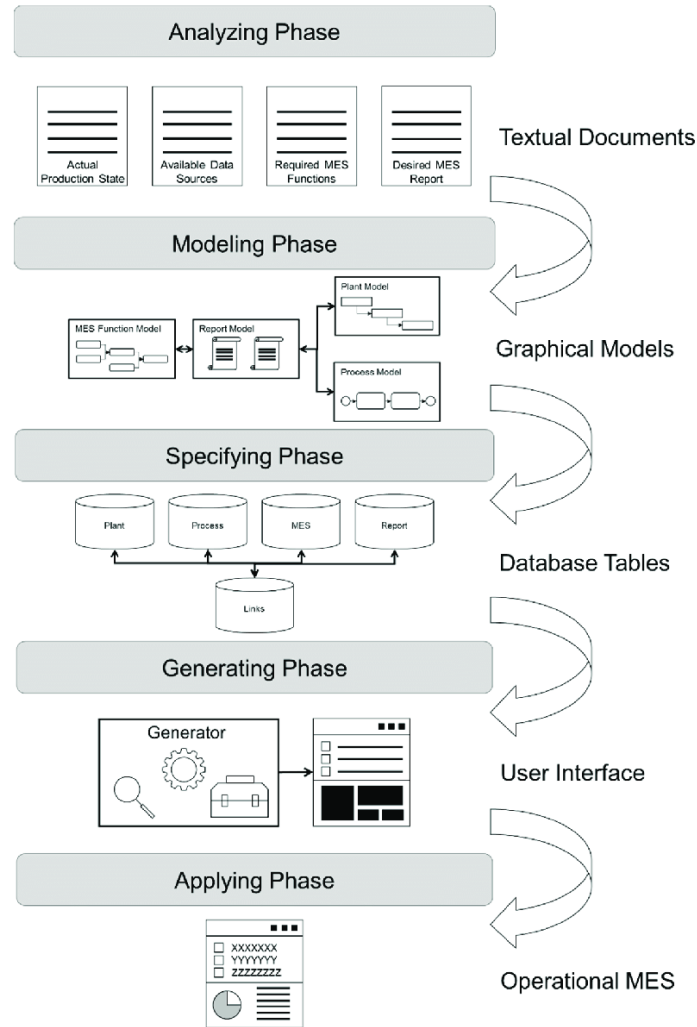 Analyzing Phase
Actual
Production State
Available Data
Sources
Required MES
Functions
Desired MES
Report
Textual Documents
Modeling Phase
MES Function Model
Report Model
Plant Model
Process Model
Graphical Models
Specifying Phase
Plant
Process
MES
Report
Links
Database Tables
Generating Phase
Generator
User Interface
Applying Phase
XXXXXXX
YYYYYYY
ZZZZZZZZ
Operational MES